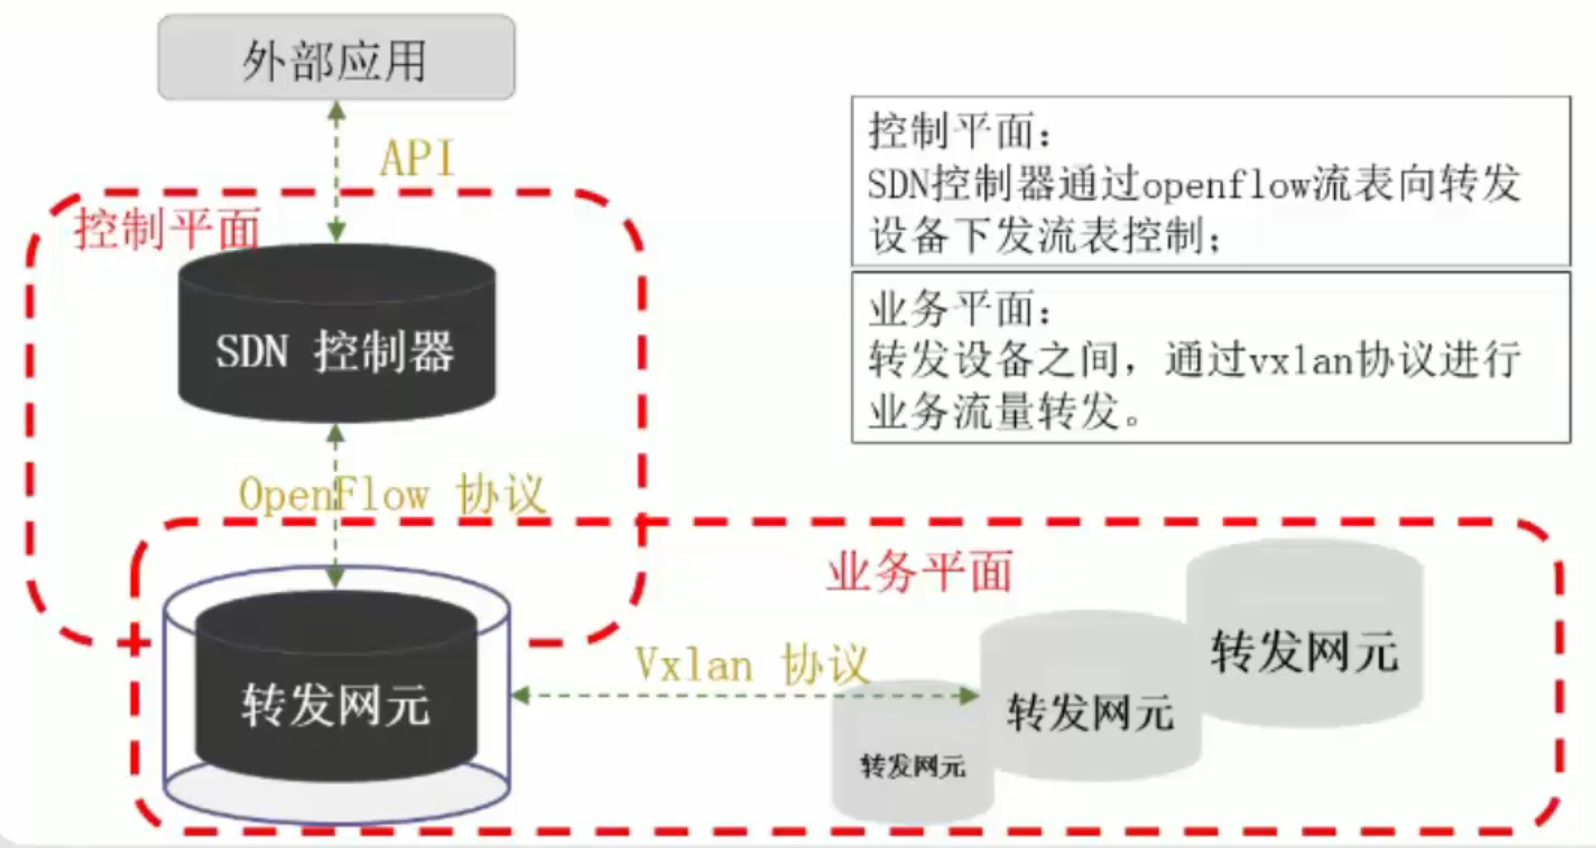 外部应用
API
控制平面
SDN 控制器
OpenFlow 协议
控制平面：
SDN控制器通过openflow流表向转发
设备下发流表控制；
业务平面：
转发设备之间，通过vxlan协议进行
业务流量转发。
业务平面
转发网元
Vxlan 协议
转发网元
转发网元
转发网元